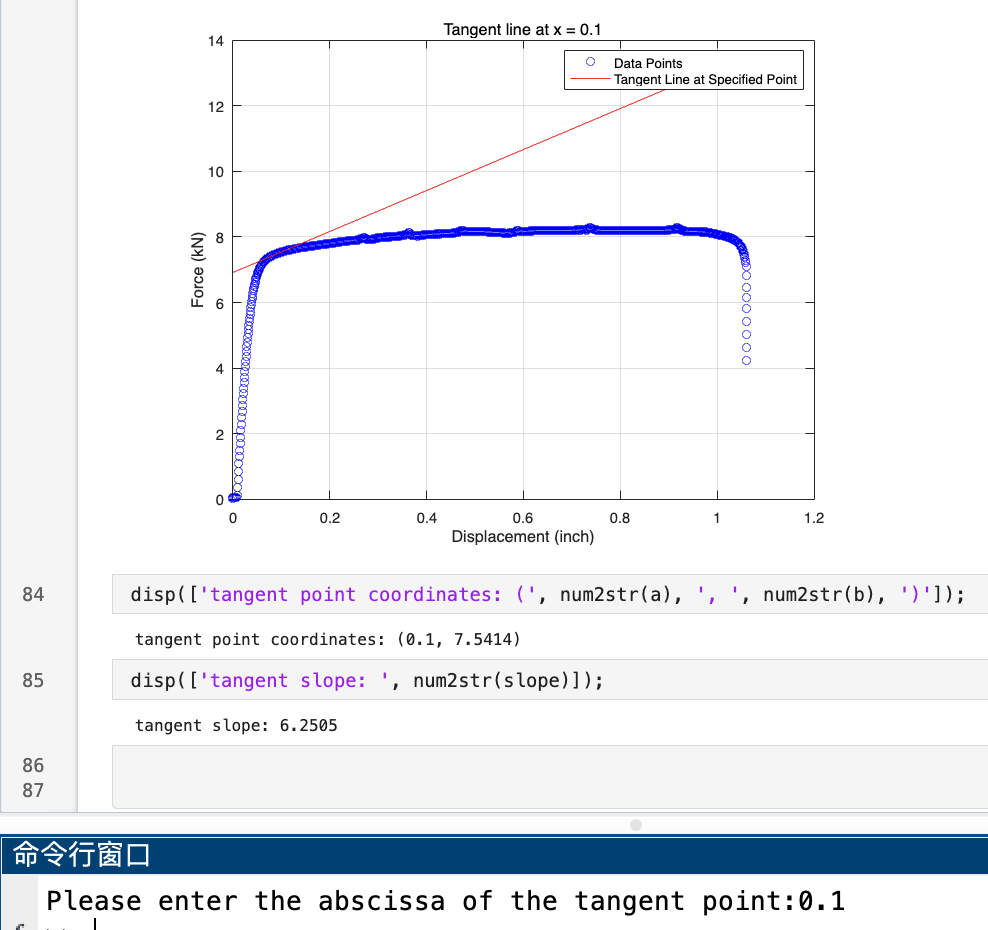 Tangent line at x = 0.1
14
12
10
8
6
4
2
0
Force (kN)
Data Points
Tangent Line at Specified Point
0 0.2 0.4 0.6 0.8 1 1.2
Displacement (inch)
84 disp(['tangent point coordinates: (', num2str(a), ', ', num2str(b), ')']);
tangent point coordinates: (0.1, 7.5414)
85 disp(['tangent slope: ', num2str(slope)]);
tangent slope: 6.2505
86
87
命令行窗口
Please enter the abscissa of the tangent point:0.1